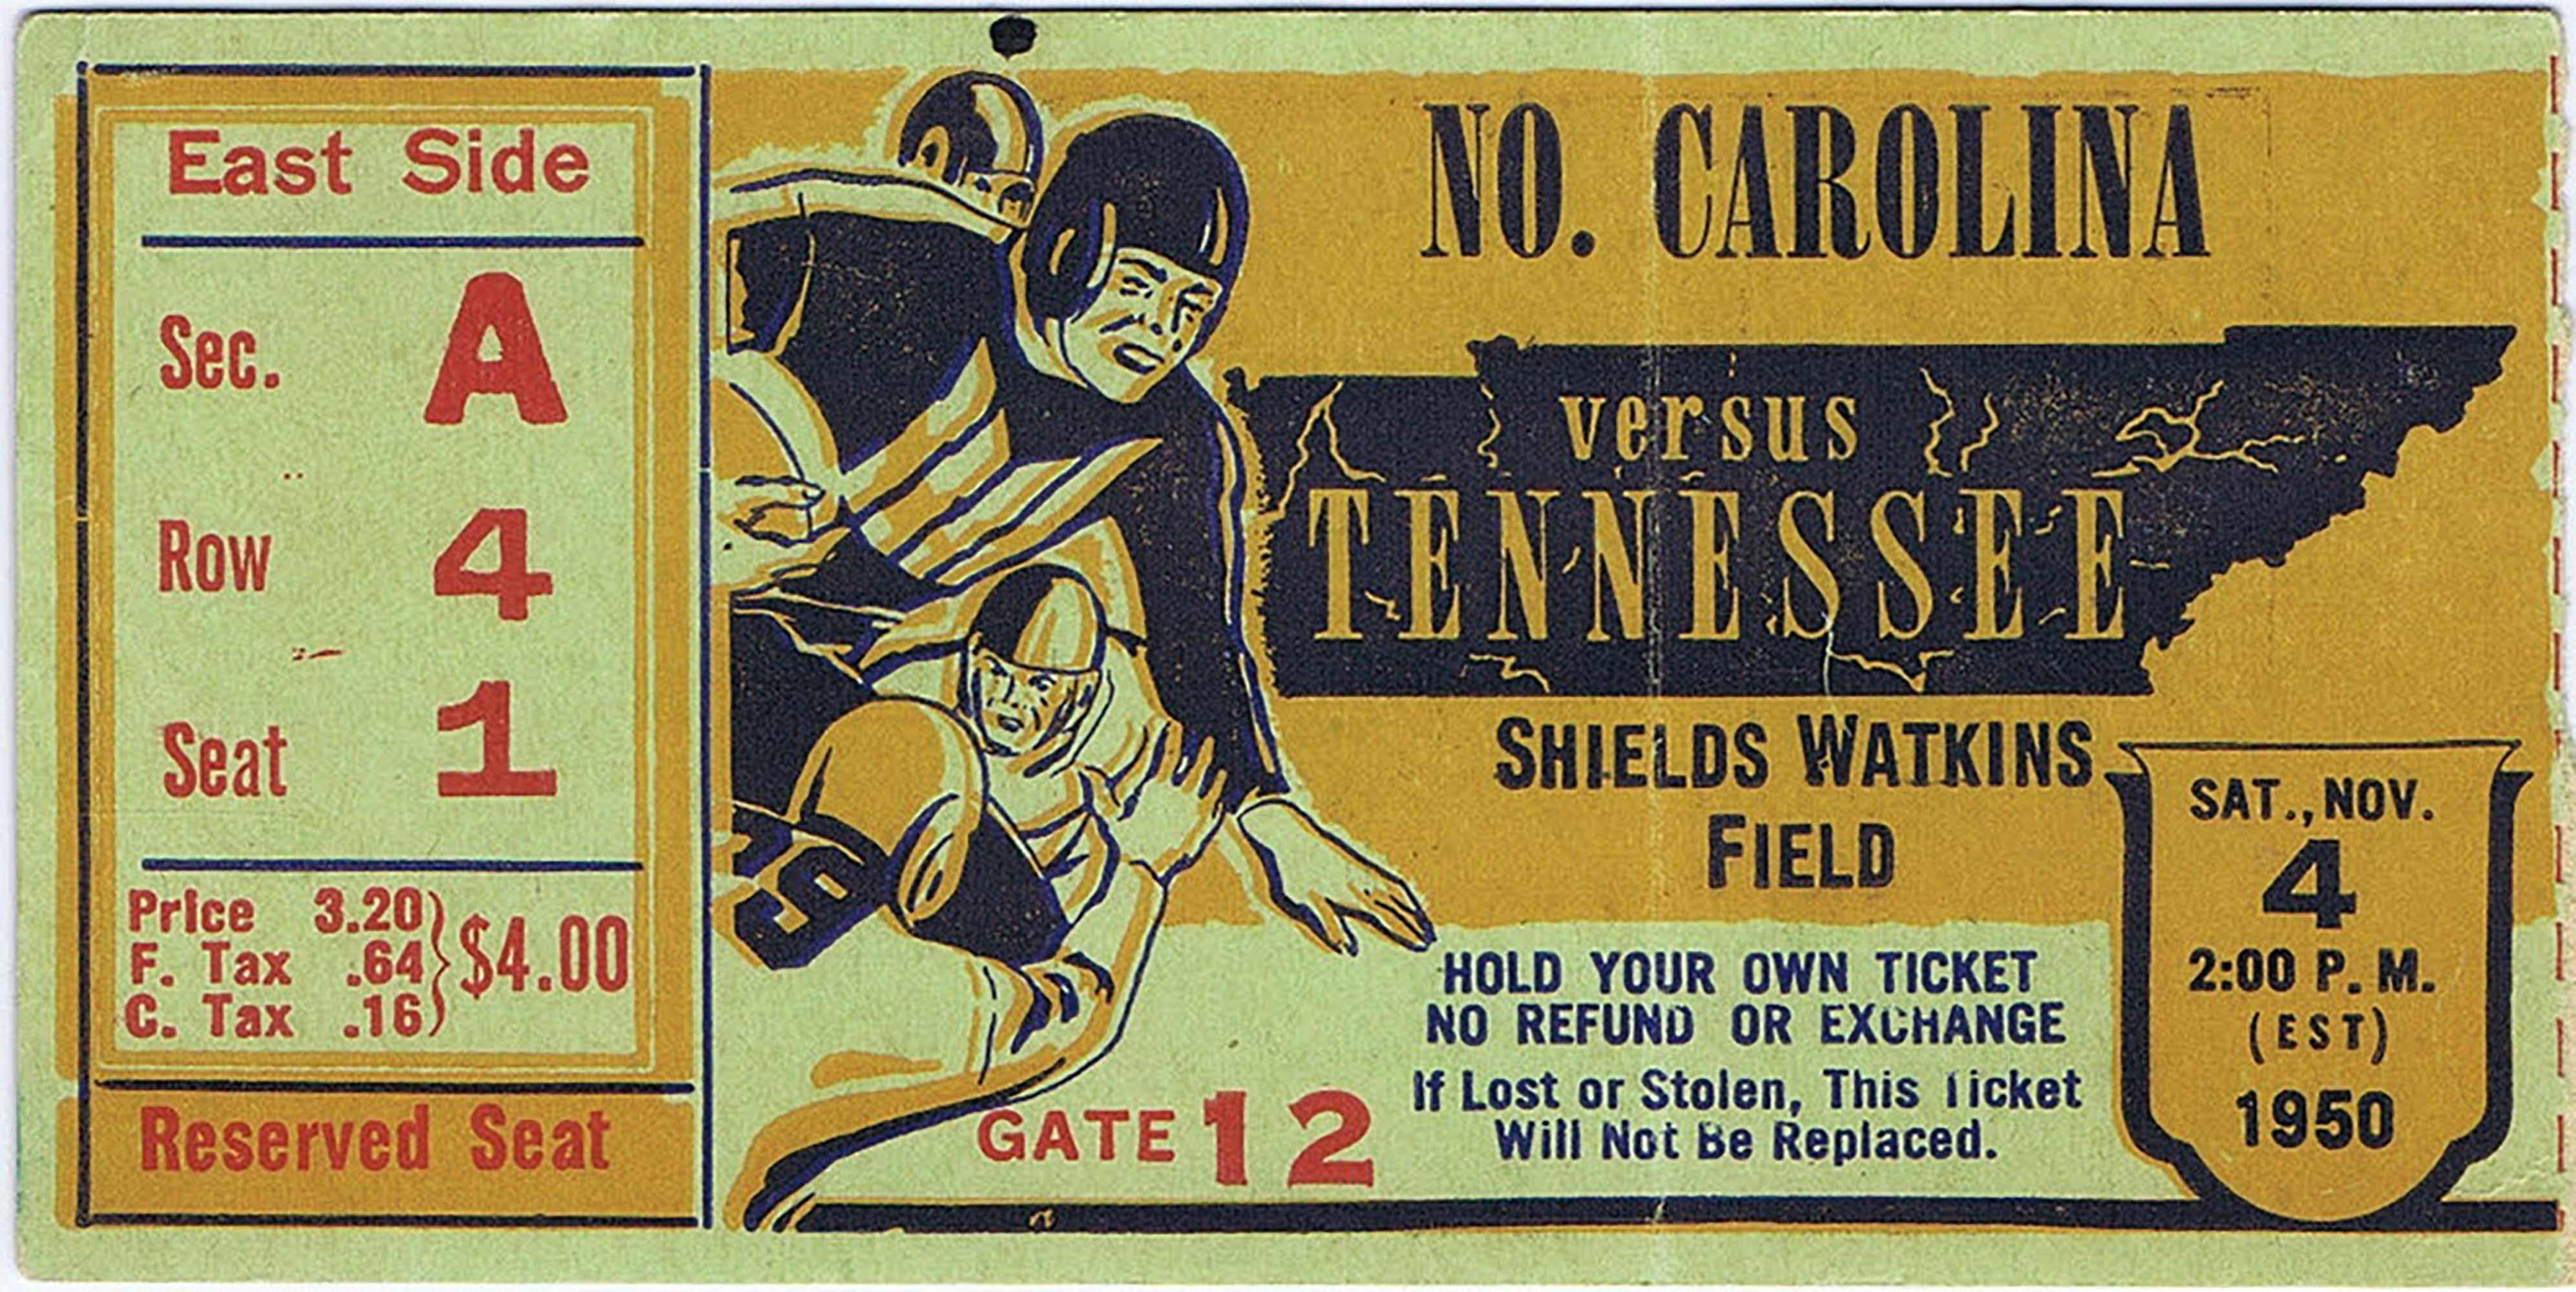 East Side
Sec. A
Row 4
Seat 1
Price 3.20
F. Tax .64
C. Tax .16
$4.00
Reserved Seat
NO. CAROLINA
versus
TENNESSEE
SHIELDS WATKINS
FIELD
HOLD YOUR OWN TICKET
NO REFUND OR EXCHANGE
If Lost or Stolen, This Ticket
Will Not Be Replaced.
GATE 12
SAT., NOV.
4
2:00 P. M.
(EST)
1950